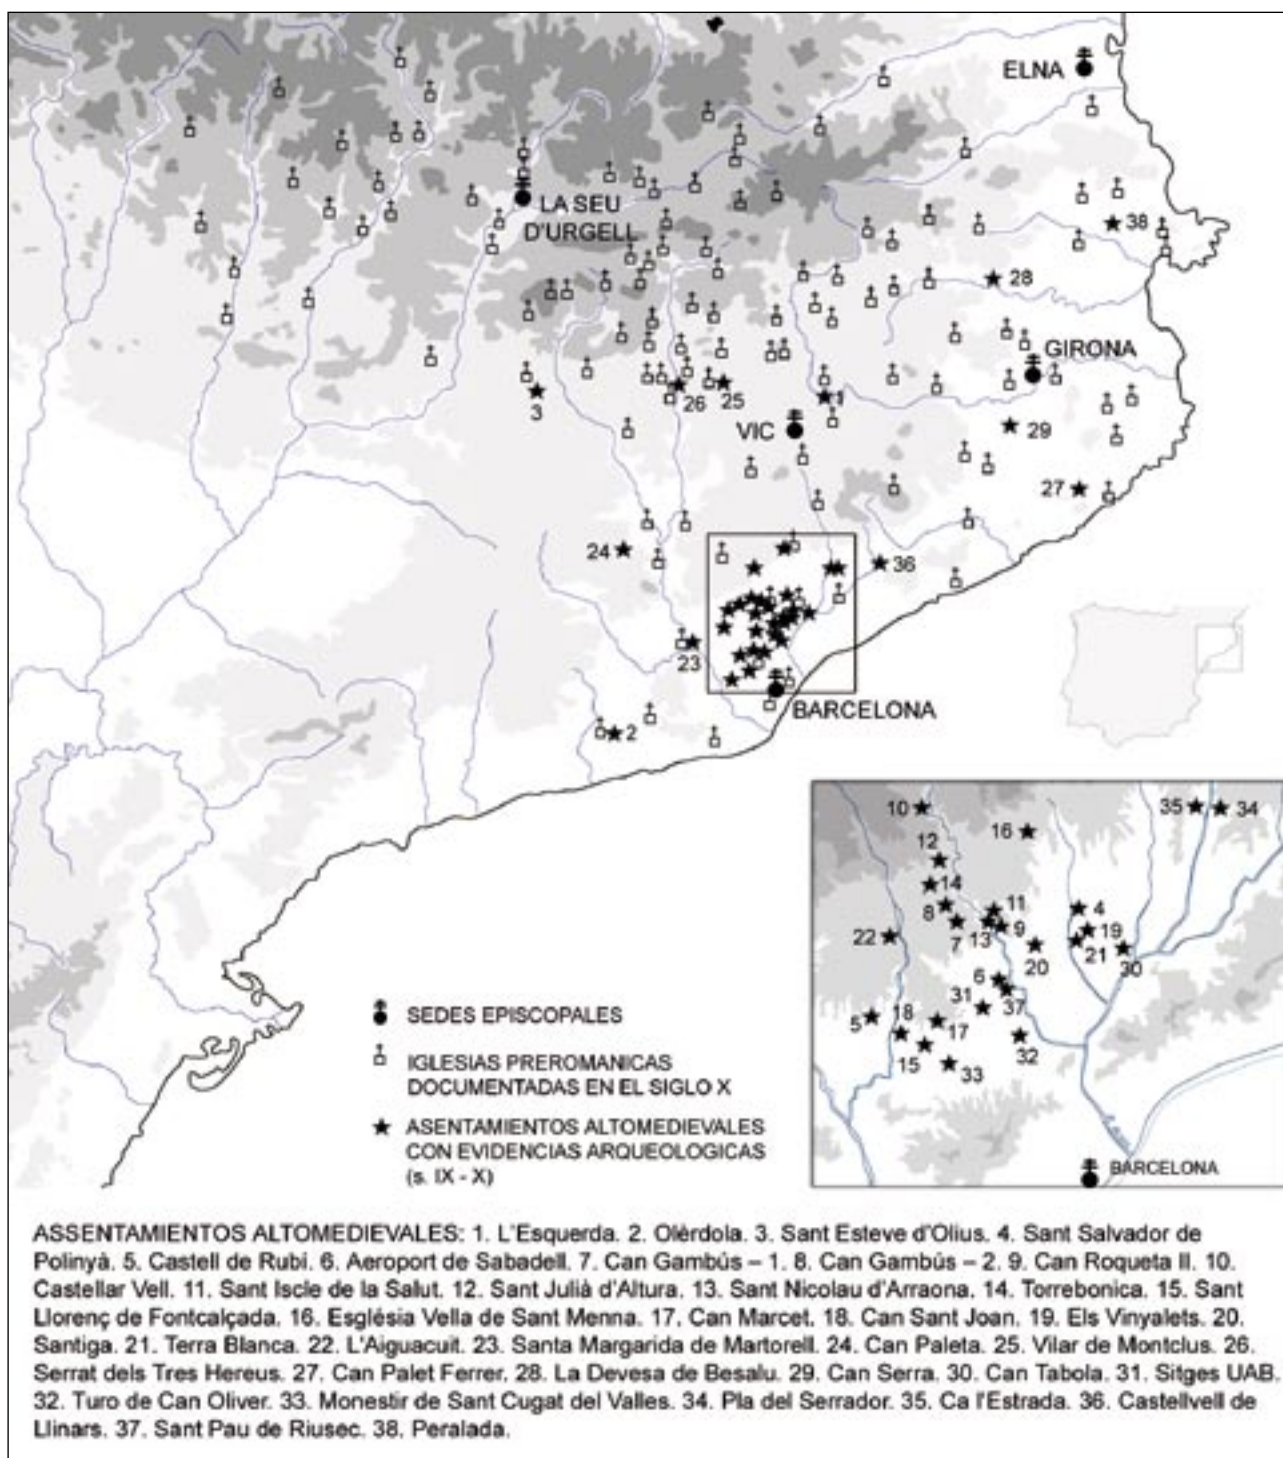 ELNA
LA SEU
D'URGELL
38
28
GIRONA
3
26
25
1
VIC
29
27
24
36
23
BARCELONA
2
10
35
34
16
12
14
8
11
4
22
7
13
9
19
20
21
30
6
31
37
5
18
17
15
32
33
BARCELONA
SEDES EPISCOPALES
IGLESIAS PREROMANICAS
DOCUMENTADAS EN EL SIGLO X
ASENTAMIENTOS ALTOMEDIEVALES
CON EVIDENCIAS ARQUEOLOGICAS
(s. IX - X)
ASSENTAMIENTOS ALTOMEDIEVALES: 1. L'Esquerda. 2. Olèrdola. 3. Sant Esteve d'Olius. 4. Sant Salvador de
Polinyà. 5. Castell de Rubí. 6. Aeroport de Sabadell. 7. Can Gambús – 1. 8. Can Gambús – 2. 9. Can Roqueta II. 10.
Castellar Vell. 11. Sant Iscle de la Salut. 12. Sant Julià d'Altura. 13. Sant Nicolau d'Arraona. 14. Torrebonica. 15. Sant
Llorenç de Fontcalçada. 16. Església Vella de Sant Menna. 17. Can Marcet. 18. Can Sant Joan. 19. Els Vinyalets. 20.
Santiga. 21. Terra Blanca. 22. L'Aiguacuit. 23. Santa Margarida de Martorell. 24. Can Paleta. 25. Vilar de Montclus. 26.
Serrat dels Tres Hereus. 27. Can Palet Ferrer. 28. La Devesa de Besalu. 29. Can Serra. 30. Can Tabola. 31. Sitges UAB.
32. Turo de Can Oliver. 33. Monestir de Sant Cugat del Valles. 34. Pla del Serrador. 35. Ca l'Estrada. 36. Castellvell de
Llinars. 37. Sant Pau de Riusec. 38. Peralada.